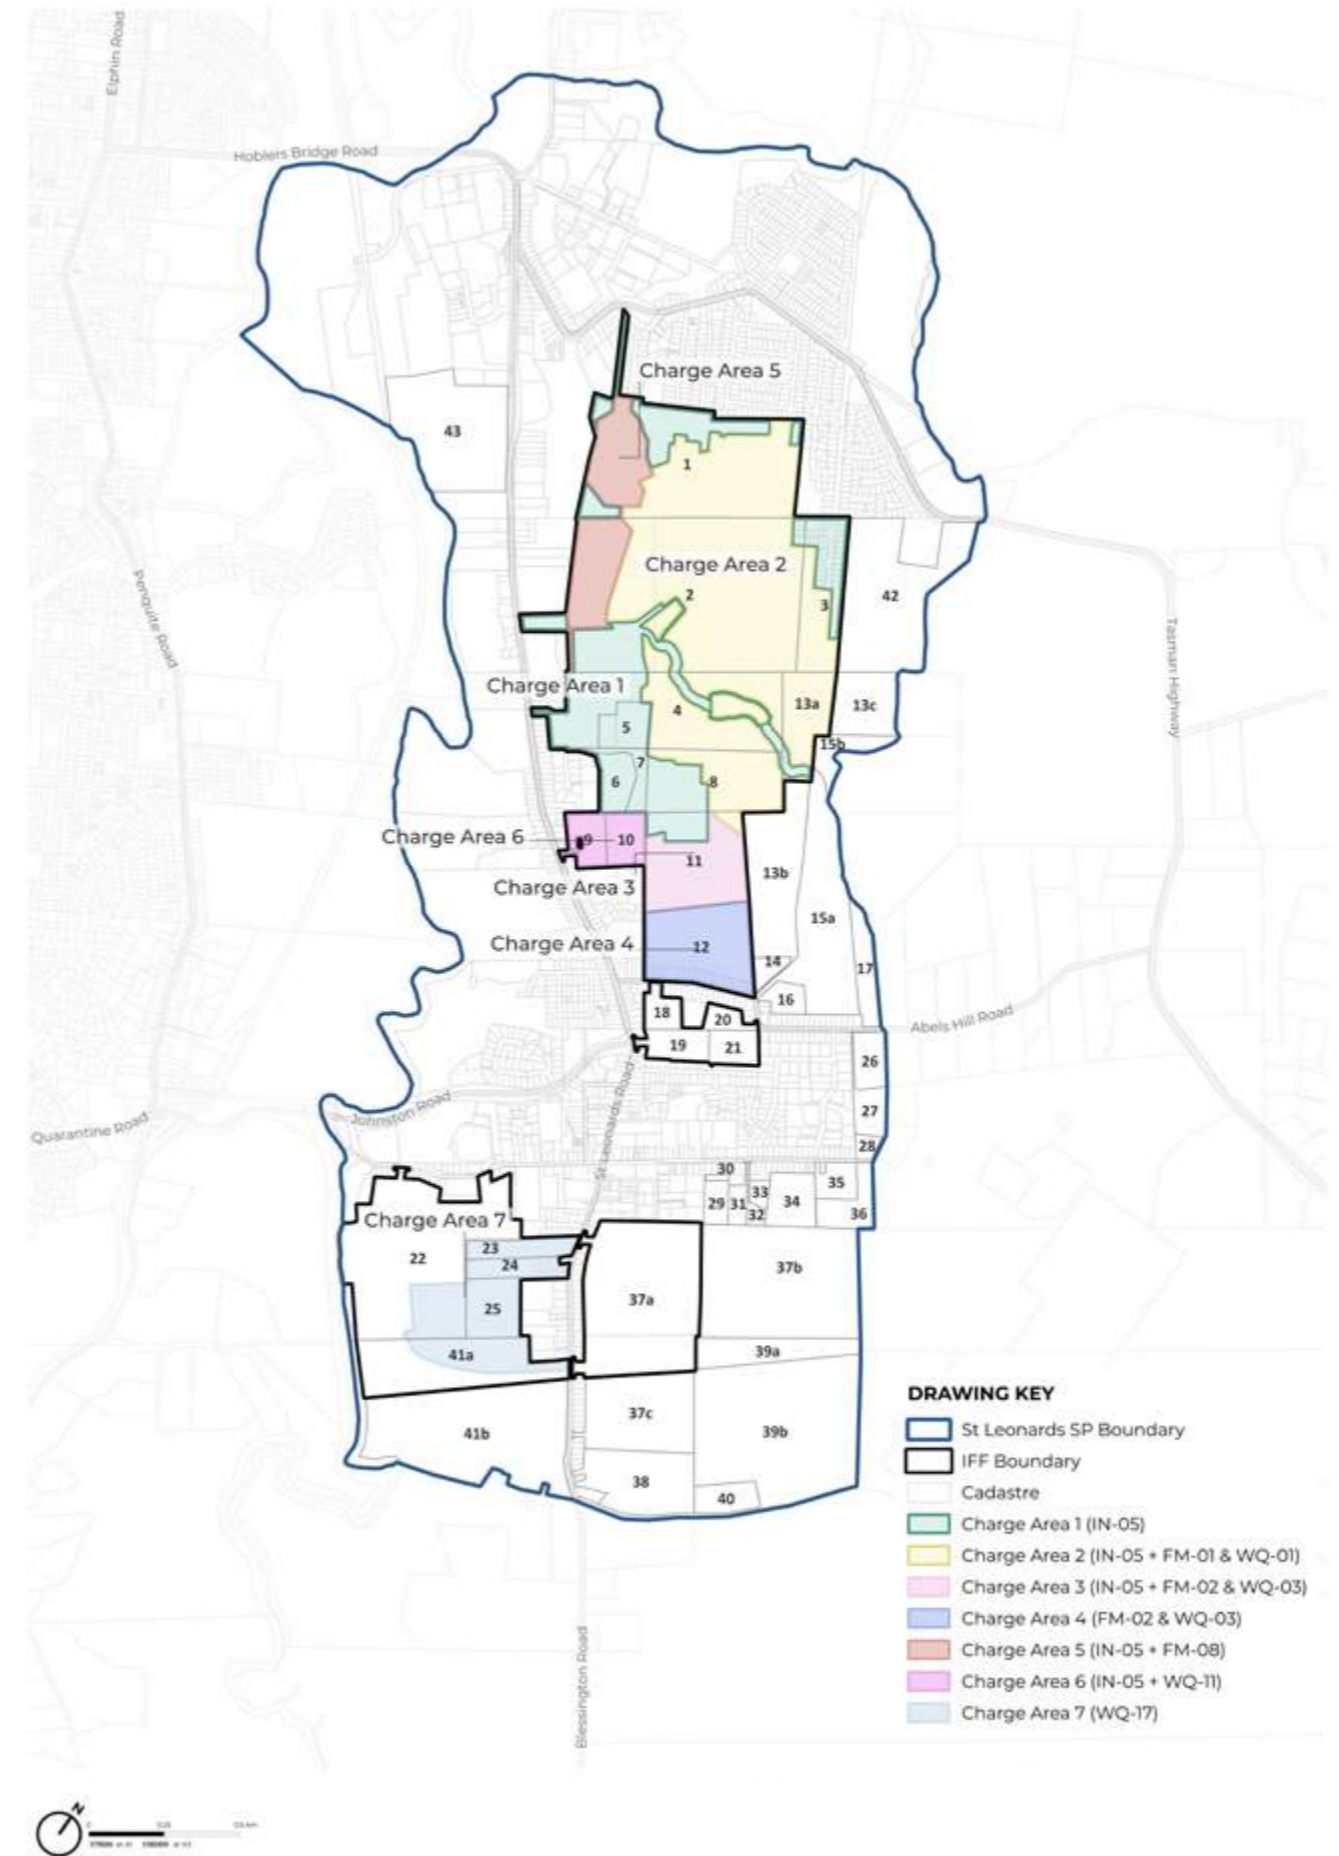 Elphin Road
Hoblers Bridge Road
Charge Area 5
43
1
Charge Area 2
2
3
42
Penquite Road
Tasman Highway
Charge Area 1
4
13a
13c
5
15b
7
6
8
Charge Area 6
9
10
11
13b
Charge Area 3
15a
Charge Area 4
12
14
17
16
18
20
Abels Hill Road
19
21
26
St Leonards Road
27
Johnston Road
Quarantine Road
28
30
35
33
29
31
34
32
36
Charge Area 7
23
22
24
37b
25
37a
41a
39a
37c
41b
39b
38
40
Blessington Road
DRAWING KEY
St Leonards SP Boundary
IFF Boundary
Cadastre
Charge Area 1 (IN-05)
Charge Area 2 (IN-05 + FM-01 & WQ-01)
Charge Area 3 (IN-05 + FM-02 & WQ-03)
Charge Area 4 (FM-02 & WQ-03)
Charge Area 5 (IN-05 + FM-08)
Charge Area 6 (IN-05 + WQ-11)
Charge Area 7 (WQ-17)
N
0